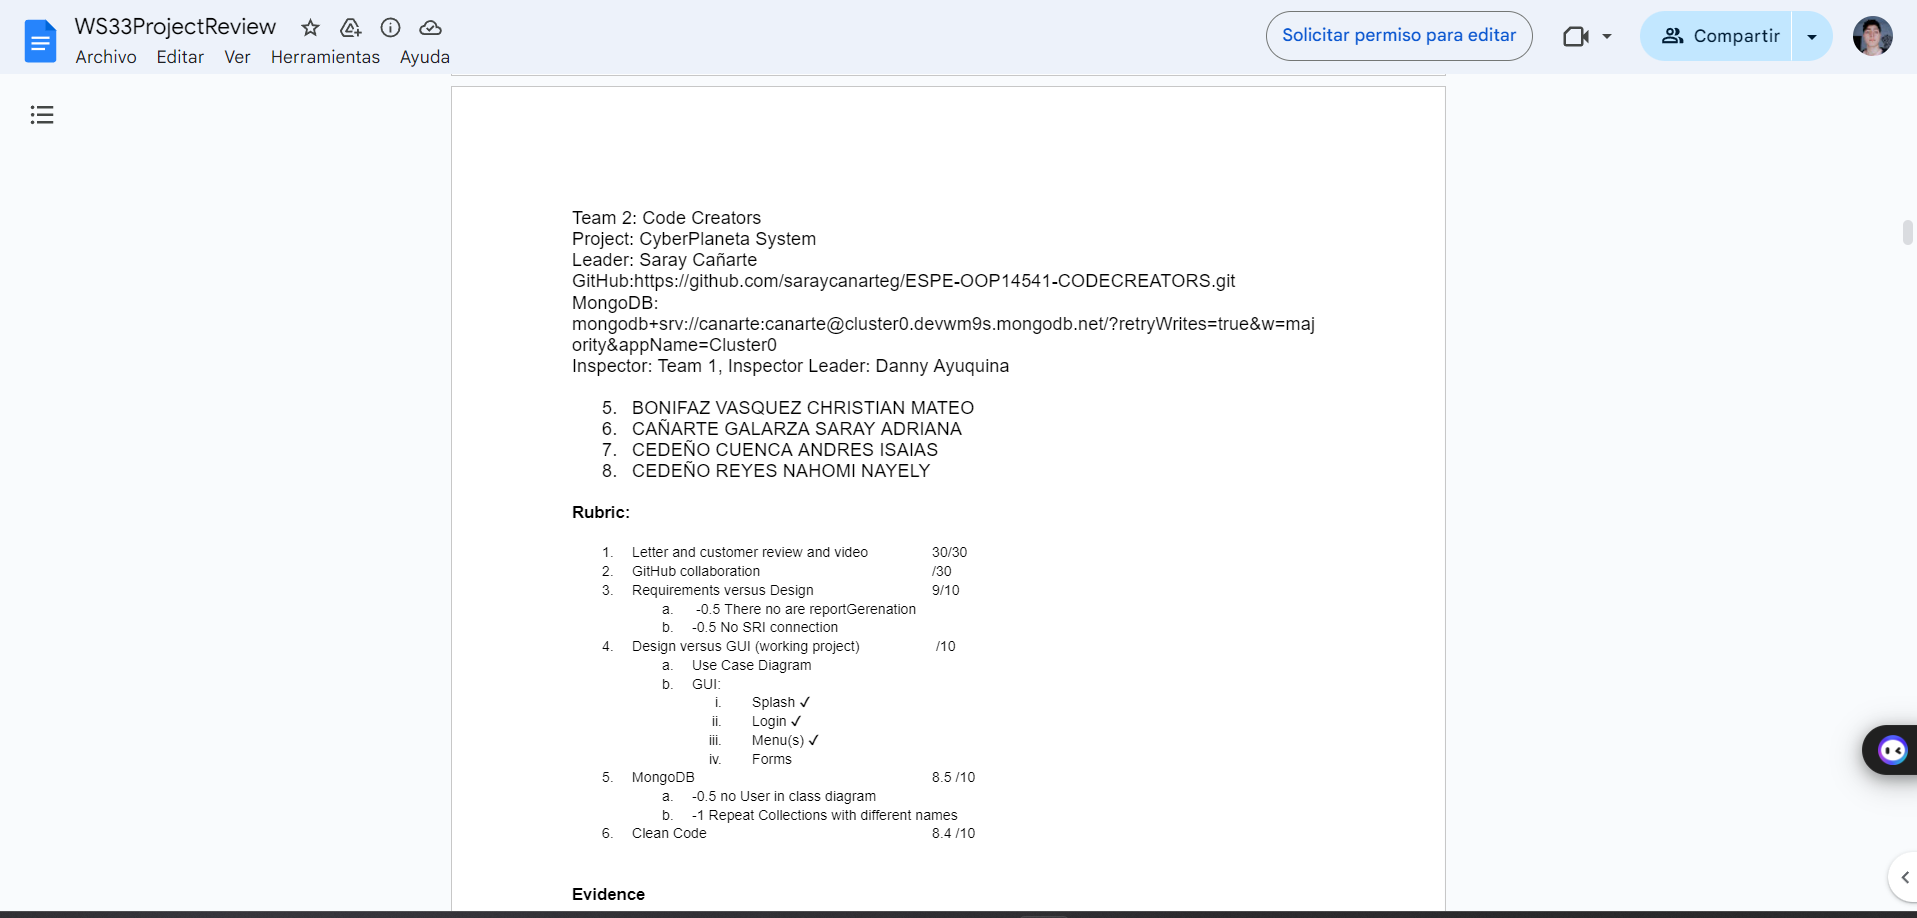 WS33ProjectReview
Archivo Editar Ver Herramientas Ayuda
Solicitar permiso para editar
Compartir
Team 2: Code Creators
Project: CyberPlaneta System
Leader: Saray Cañarte
GitHub:https://github.com/saraycanarteg/ESPE-OOP14541-CODECREATORS.git
MongoDB:
mongodb+srv://canarte:canarte@cluster0.devwm9s.mongodb.net/?retryWrites=true&w=maj
ority&appName=Cluster0
Inspector: Team 1, Inspector Leader: Danny Ayuquina
5. BONIFAZ VASQUEZ CHRISTIAN MATEO
6. CAÑARTE GALARZA SARAY ADRIANA
7. CEDEÑO CUENCA ANDRES ISAIAS
8. CEDEÑO REYES NAHOMI NAYELY
Rubric:
1. Letter and customer review and video 30/30
2. GitHub collaboration /30
3. Requirements versus Design 9/10
a. -0.5 There no are reportGerenation
b. -0.5 No SRI connection
4. Design versus GUI (working project) /10
a. Use Case Diagram
b. GUI:
i. Splash ✓
ii. Login ✓
iii. Menu(s) ✓
iv. Forms
5. MongoDB 8.5 /10
a. -0.5 no User in class diagram
b. -1 Repeat Collections with different names
6. Clean Code 8.4 /10
Evidence